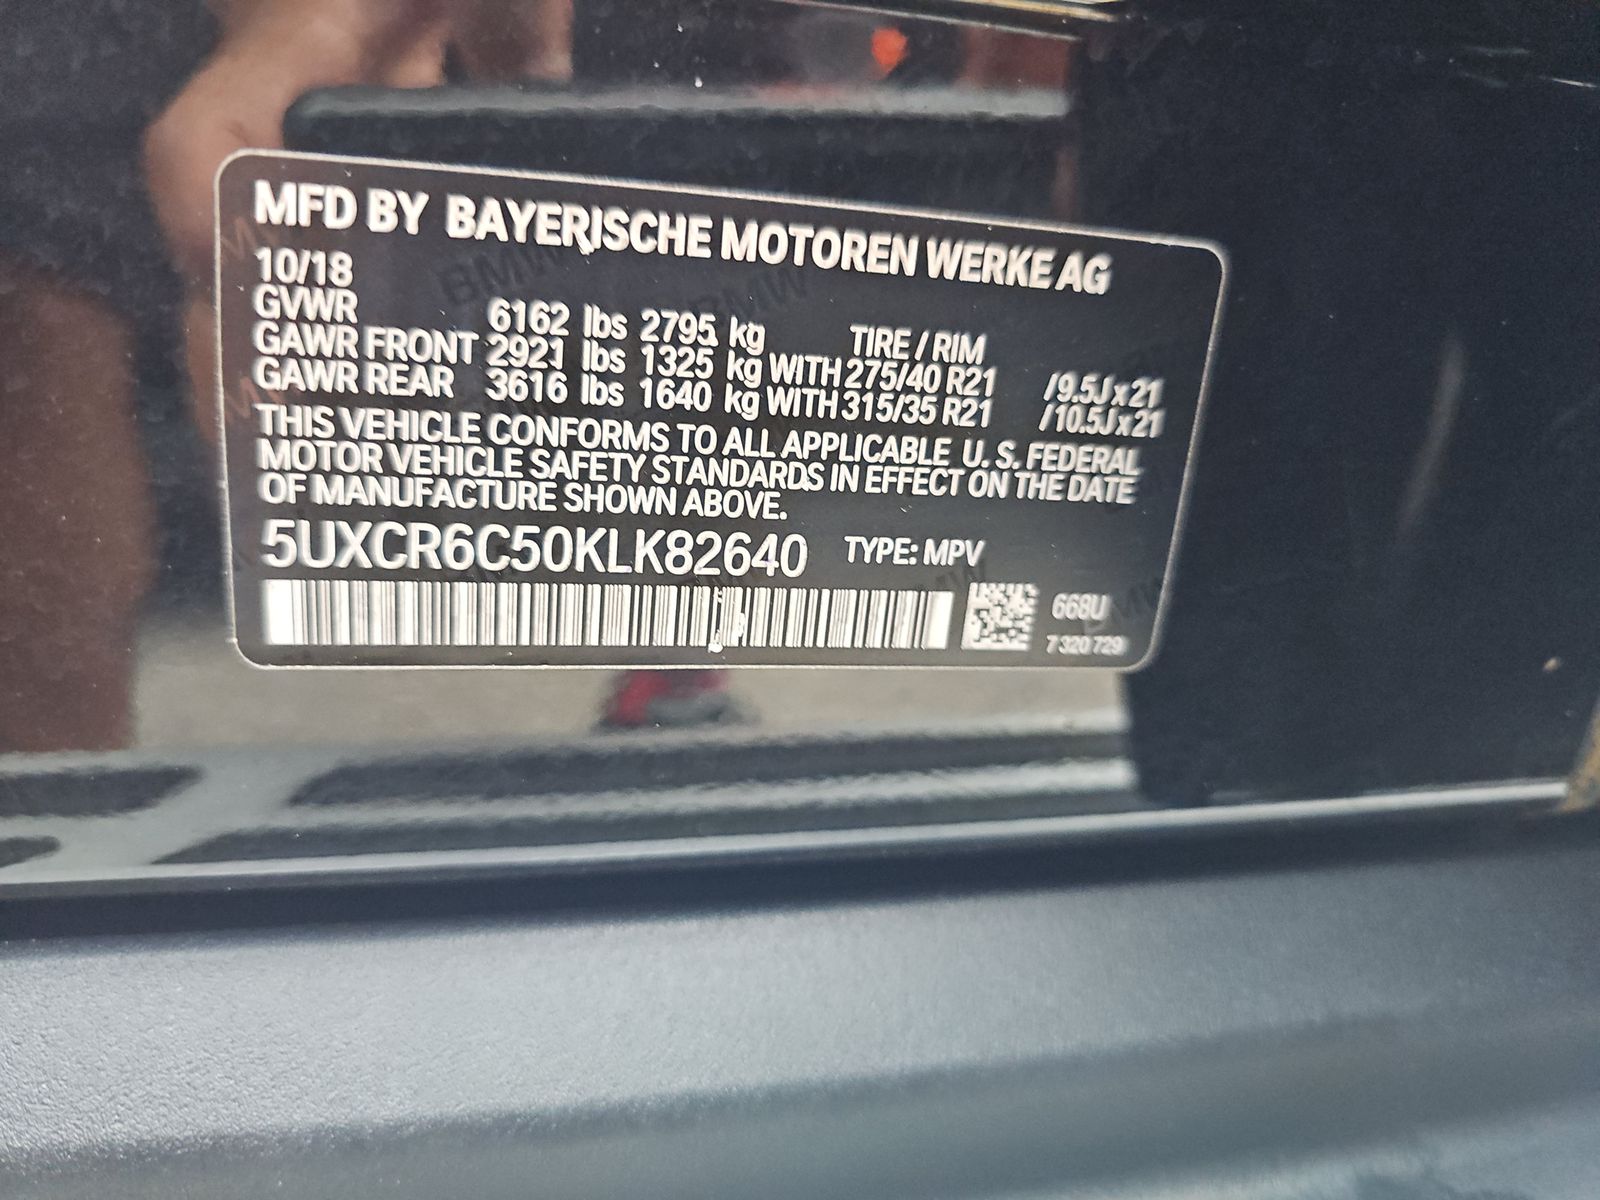 MFD BY BAYERISCHE MOTOREN WERKE AG
10/18
GVWR 6162 lbs 2795 kg TIRE / RIM
GAWR FRONT 2921 lbs 1325 kg WITH 275/40 R21 /9.5J x 21
GAWR REAR 3616 lbs 1640 kg WITH 315/35 R21 /10.5J x 21
THIS VEHICLE CONFORMS TO ALL APPLICABLE U. S. FEDERAL
MOTOR VEHICLE SAFETY STANDARDS IN EFFECT ON THE DATE
OF MANUFACTURE SHOWN ABOVE.
5UXCR6C50KLK82640 TYPE: MPV
668U
7 320 729